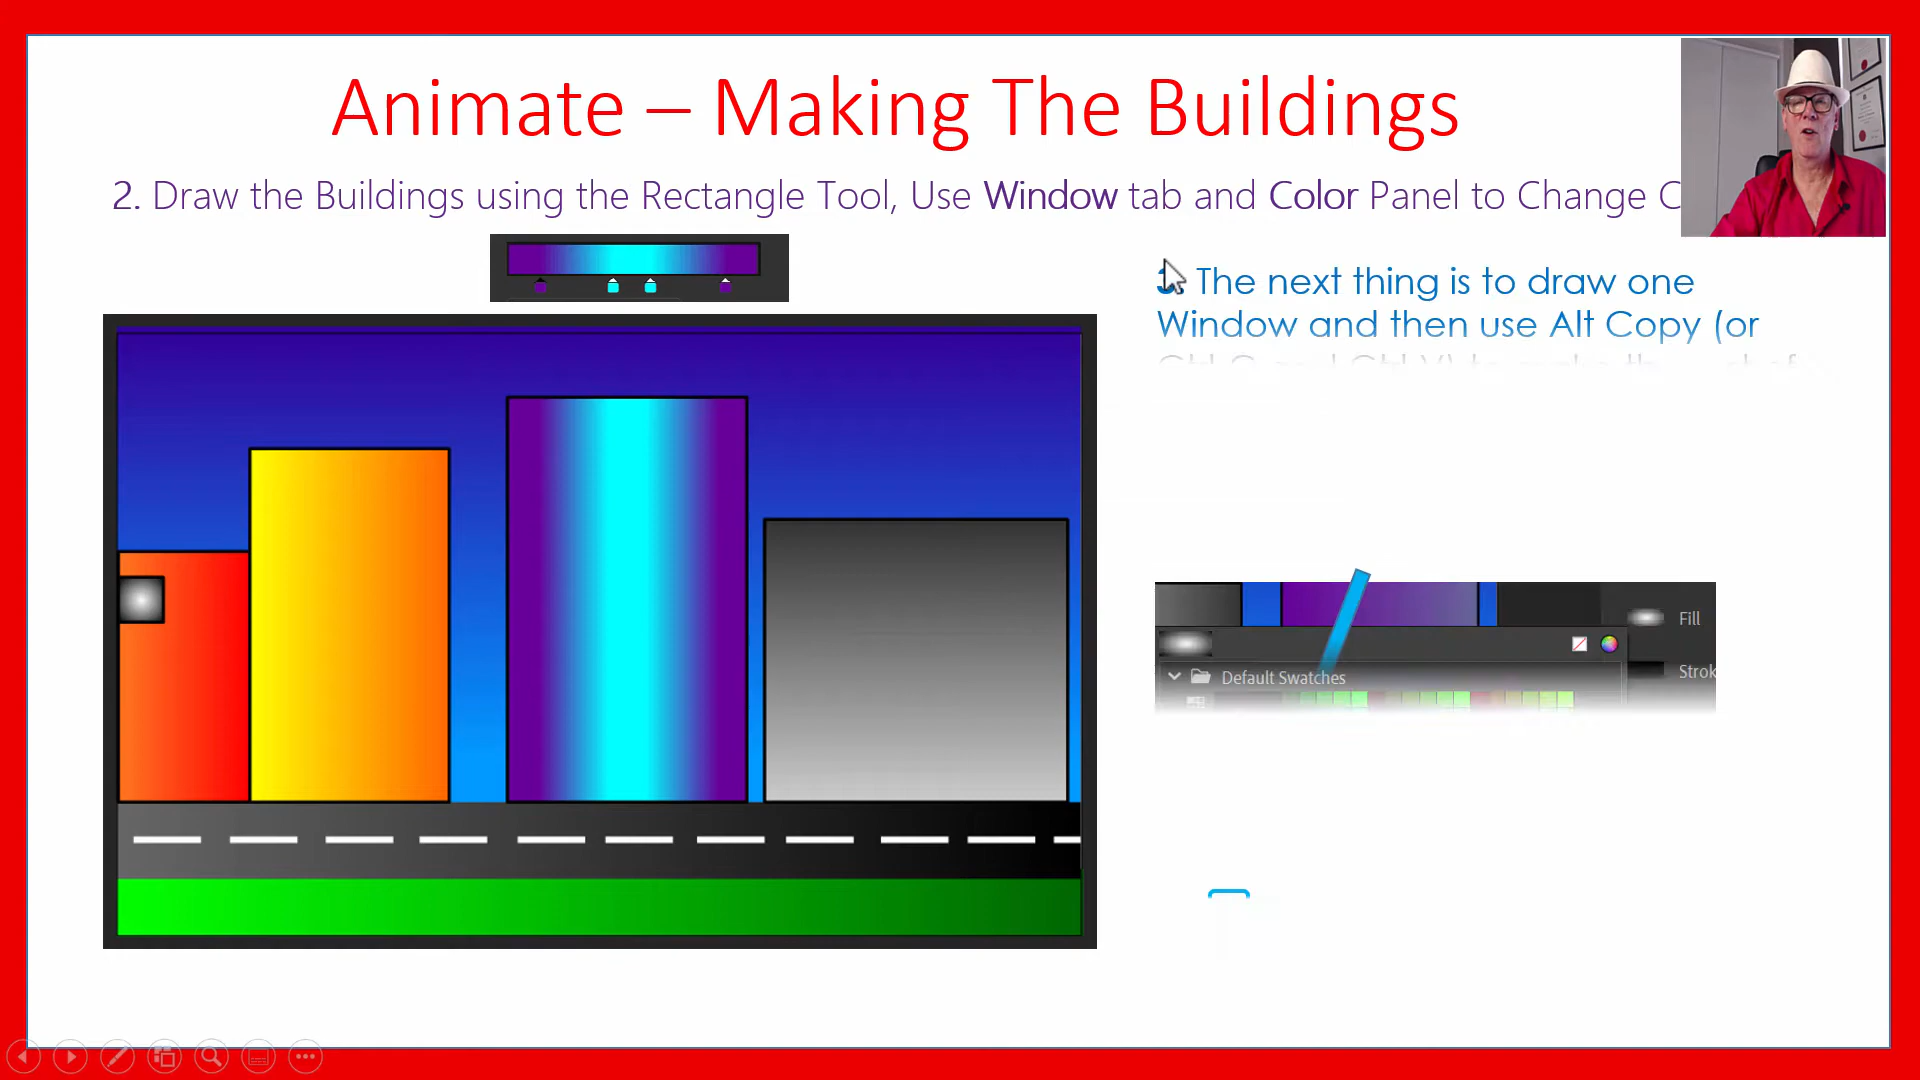 Animate – Making The Buildings
2. Draw the Buildings using the Rectangle Tool, Use Window tab and Color Panel to Change C
The next thing is to draw one
Window and then use Alt Copy (or
Fill
Default Swatches
Strok